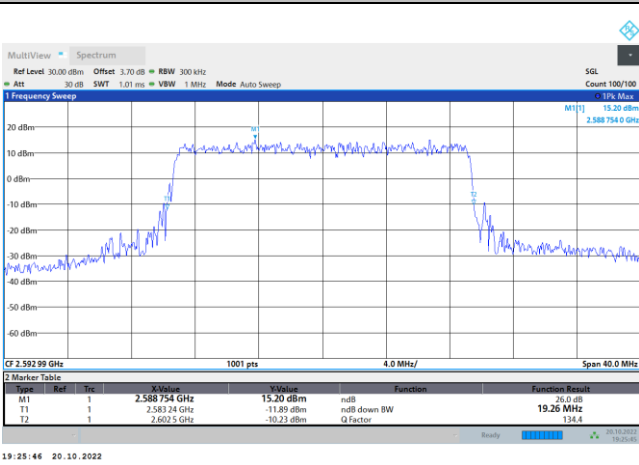 MultiView Spectrum
Ref Level 30.00 dBm Offset 3.70 dB RBW 300 kHz SGL
Att 30 dB SWT 1.01 ms VBW 1 MHz Mode Auto Sweep Count 100/100
1 Frequency Sweep 1Pk Max
M1[1] 15.20 dBm
2.588 754 0 GHz
M1
20 dBm
10 dBm
0 dBm
T1 T2
-10 dBm
-20 dBm
-30 dBm
-40 dBm
-50 dBm
-60 dBm
CF 2.592 99 GHz 1001 pts 4.0 MHz/ Span 40.0 MHz
2 Marker Table
Type Ref Trc X-Value Y-Value Function Function Result
M1 1 2.588 754 GHz 15.20 dBm ndB 26.0 dB
T1 1 2.583 24 GHz -11.89 dBm ndB down BW 19.26 MHz
T2 1 2.602 5 GHz -10.23 dBm Q Factor 134.4
Ready 20.10.2022
19:25:45
19:25:46 20.10.2022